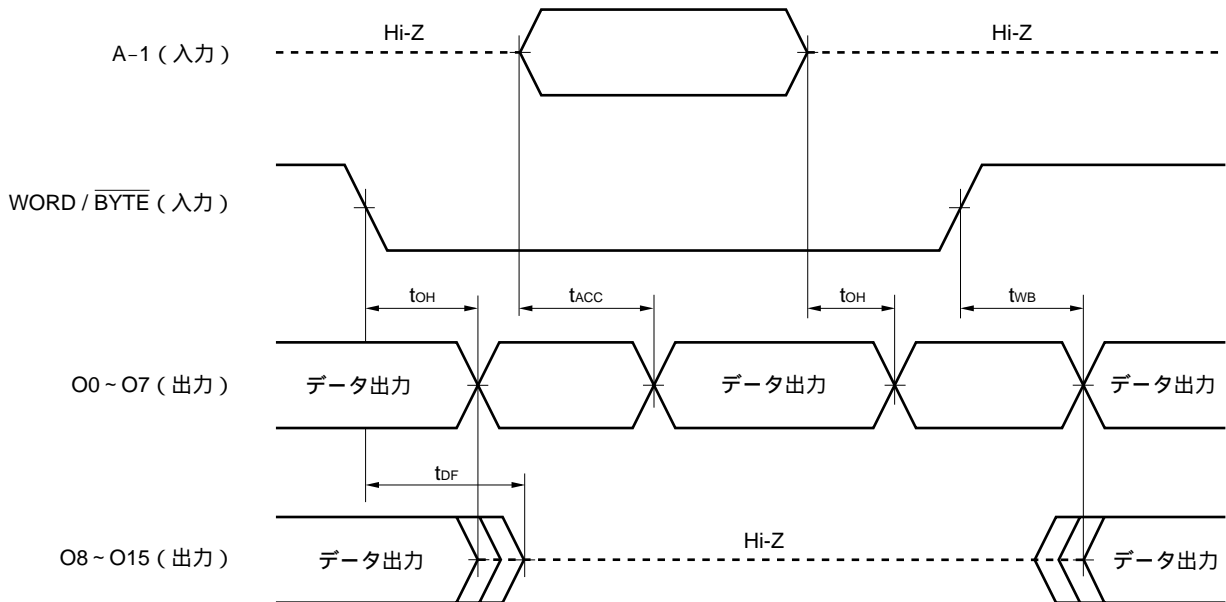 Hi-Z
Hi-Z
A−1 ( 入力 )
WORD / BYTE ( 入力 )
tOH
tACC
tOH
tWB
O0 ~ O7 ( 出力 )
データ出力
データ出力
データ出力
tDF
O8 ~ O15 ( 出力 )
データ出力
Hi-Z
データ出力